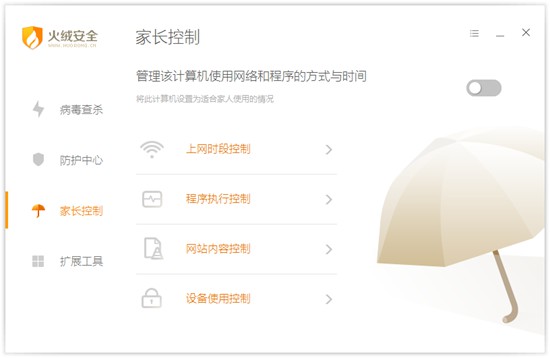 火绒安全
WWW.HUORONG.CN
家长控制
管理该计算机使用网络和程序的方式与时间
将此计算机设置为适合家人使用的情况
病毒查杀
防护中心
家长控制
扩展工具
上网时段控制
程序执行控制
网站内容控制
设备使用控制